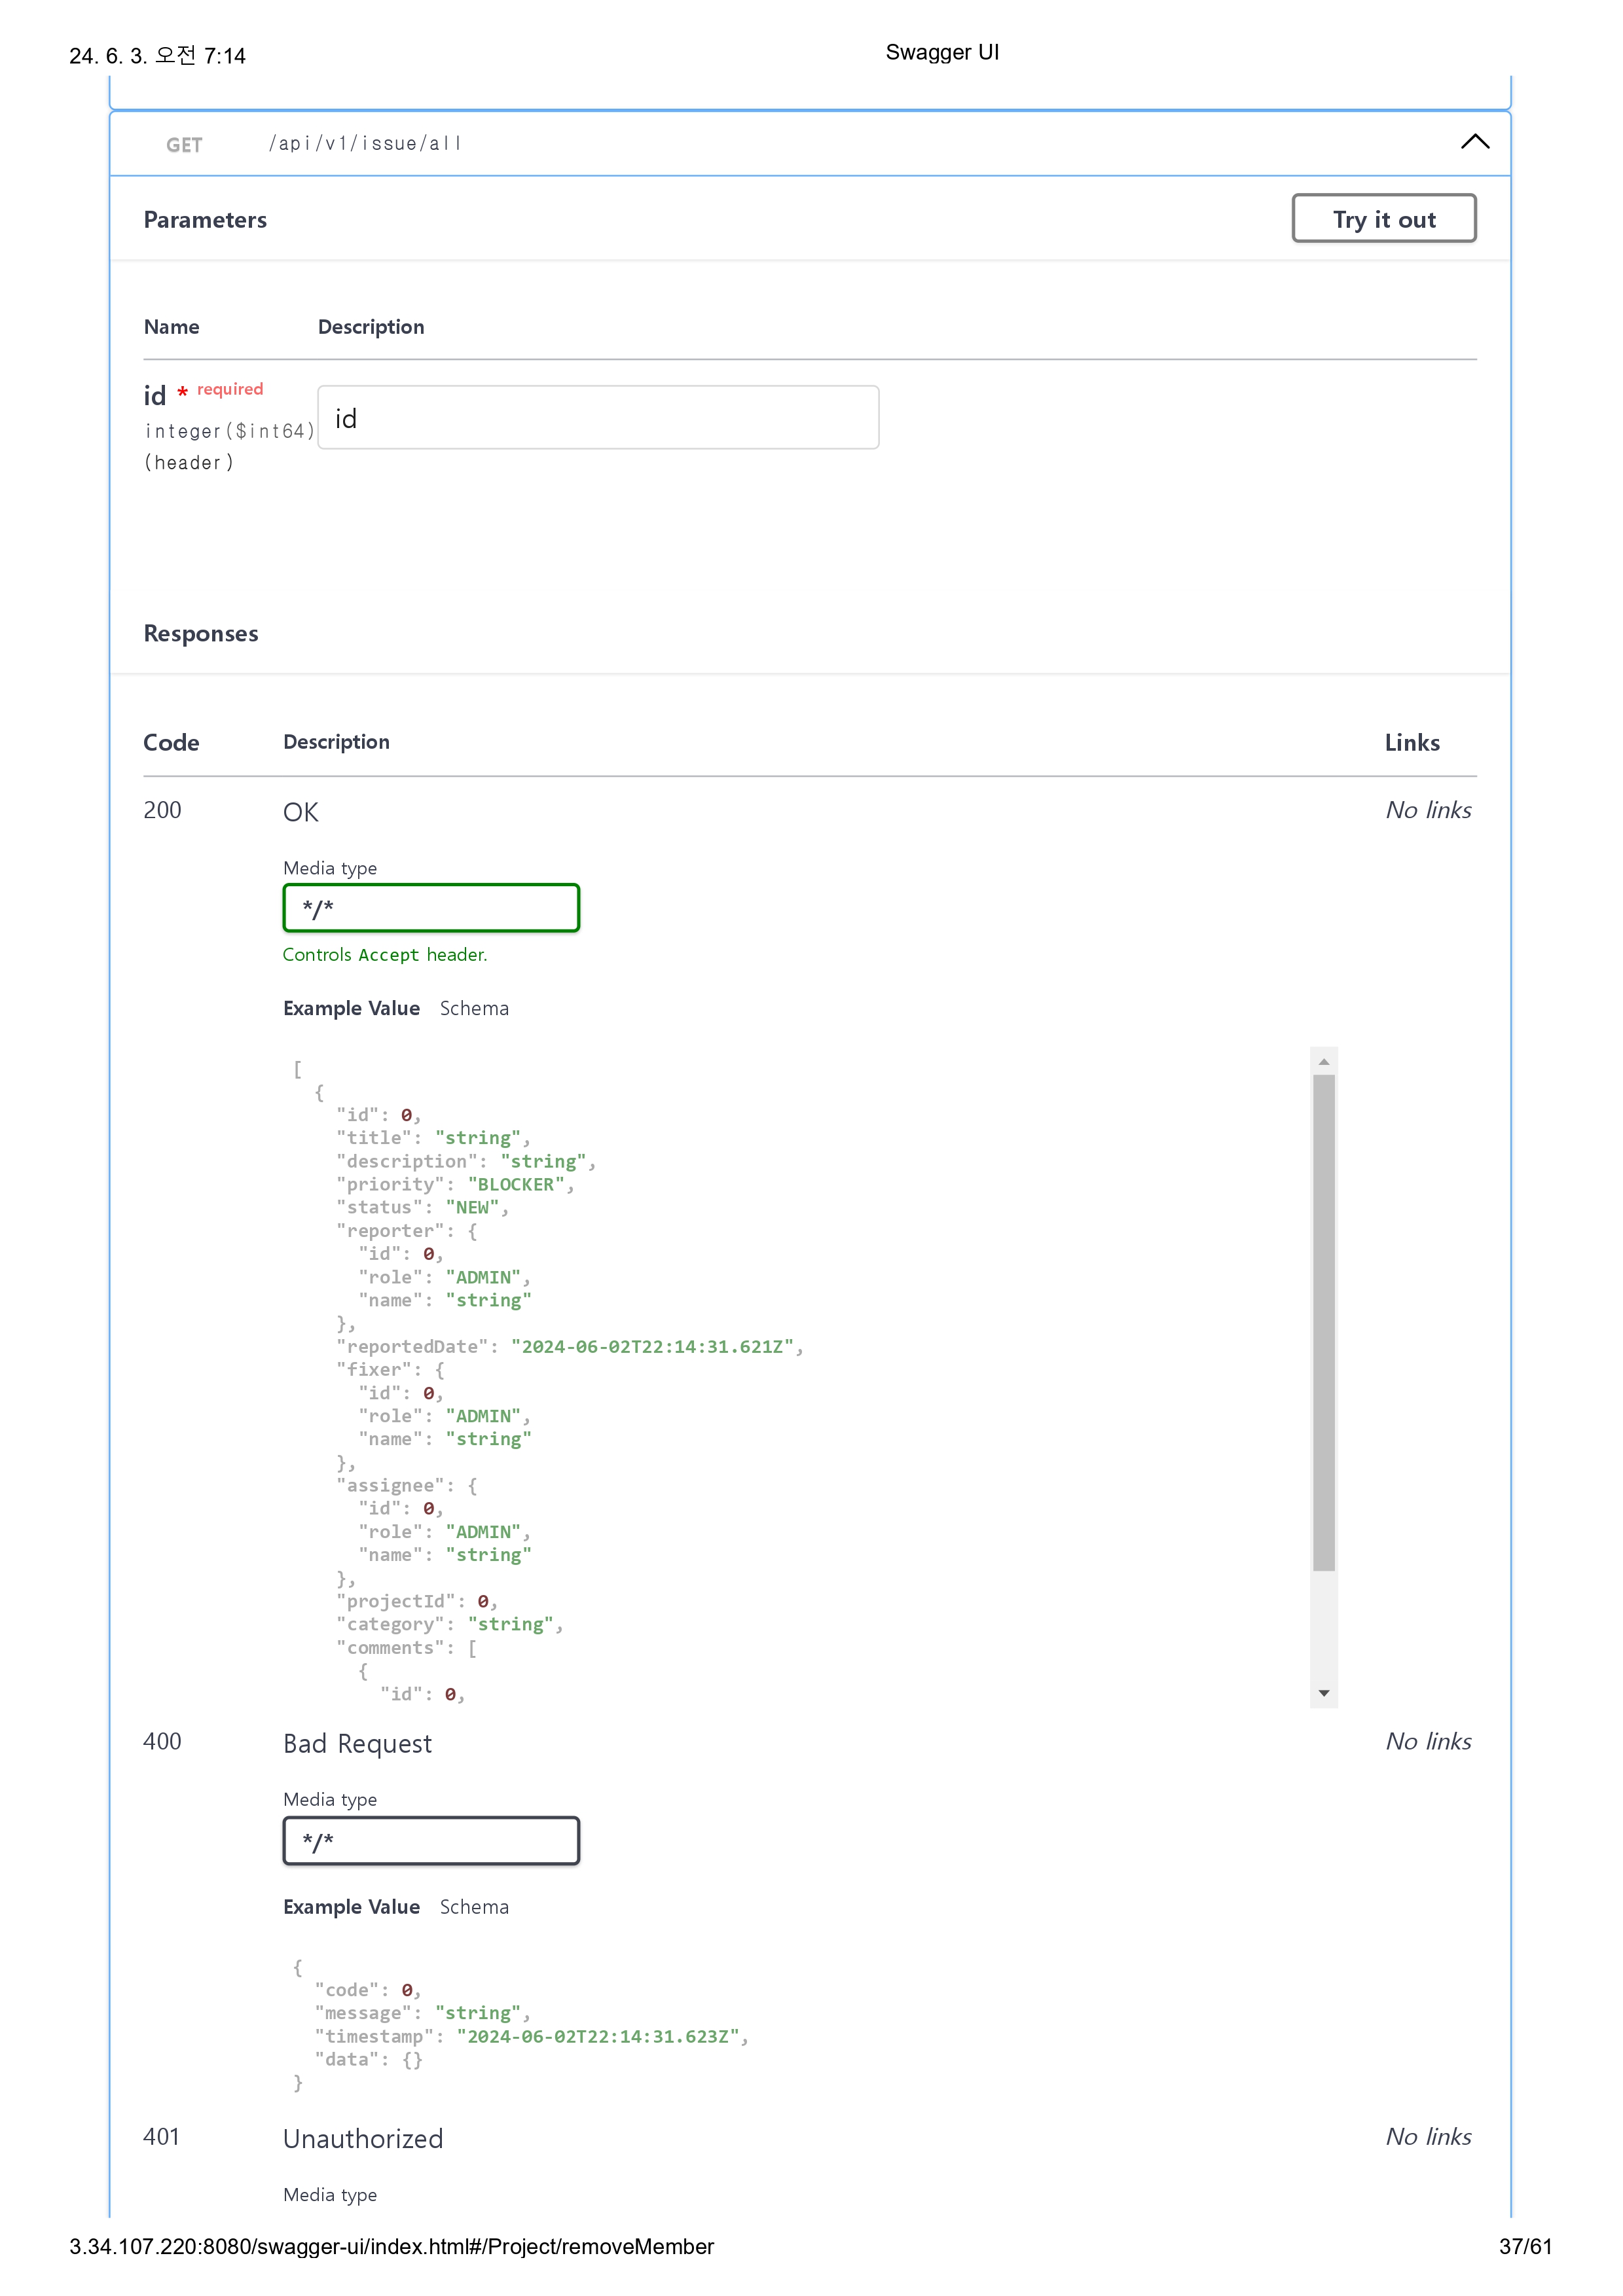 24. 6. 3. 오전 7:14
Swagger UI
GET /api/v1/issue/all
Parameters
Try it out
Name Description
id * required
integer($int64)
(header)
id
Responses
Code Description Links
200 OK No links
Media type
*/*
Controls Accept header.
Example Value Schema
[
  {
    "id": 0,
    "title": "string",
    "description": "string",
    "priority": "BLOCKER",
    "status": "NEW",
    "reporter": {
      "id": 0,
      "role": "ADMIN",
      "name": "string"
    },
    "reportedDate": "2024-06-02T22:14:31.621Z",
    "fixer": {
      "id": 0,
      "role": "ADMIN",
      "name": "string"
    },
    "assignee": {
      "id": 0,
      "role": "ADMIN",
      "name": "string"
    },
    "projectId": 0,
    "category": "string",
    "comments": [
      {
        "id": 0,
400 Bad Request No links
Media type
*/*
Example Value Schema
{
  "code": 0,
  "message": "string",
  "timestamp": "2024-06-02T22:14:31.623Z",
  "data": {}
}
401 Unauthorized No links
Media type
3.34.107.220:8080/swagger-ui/index.html#/Project/removeMember
37/61